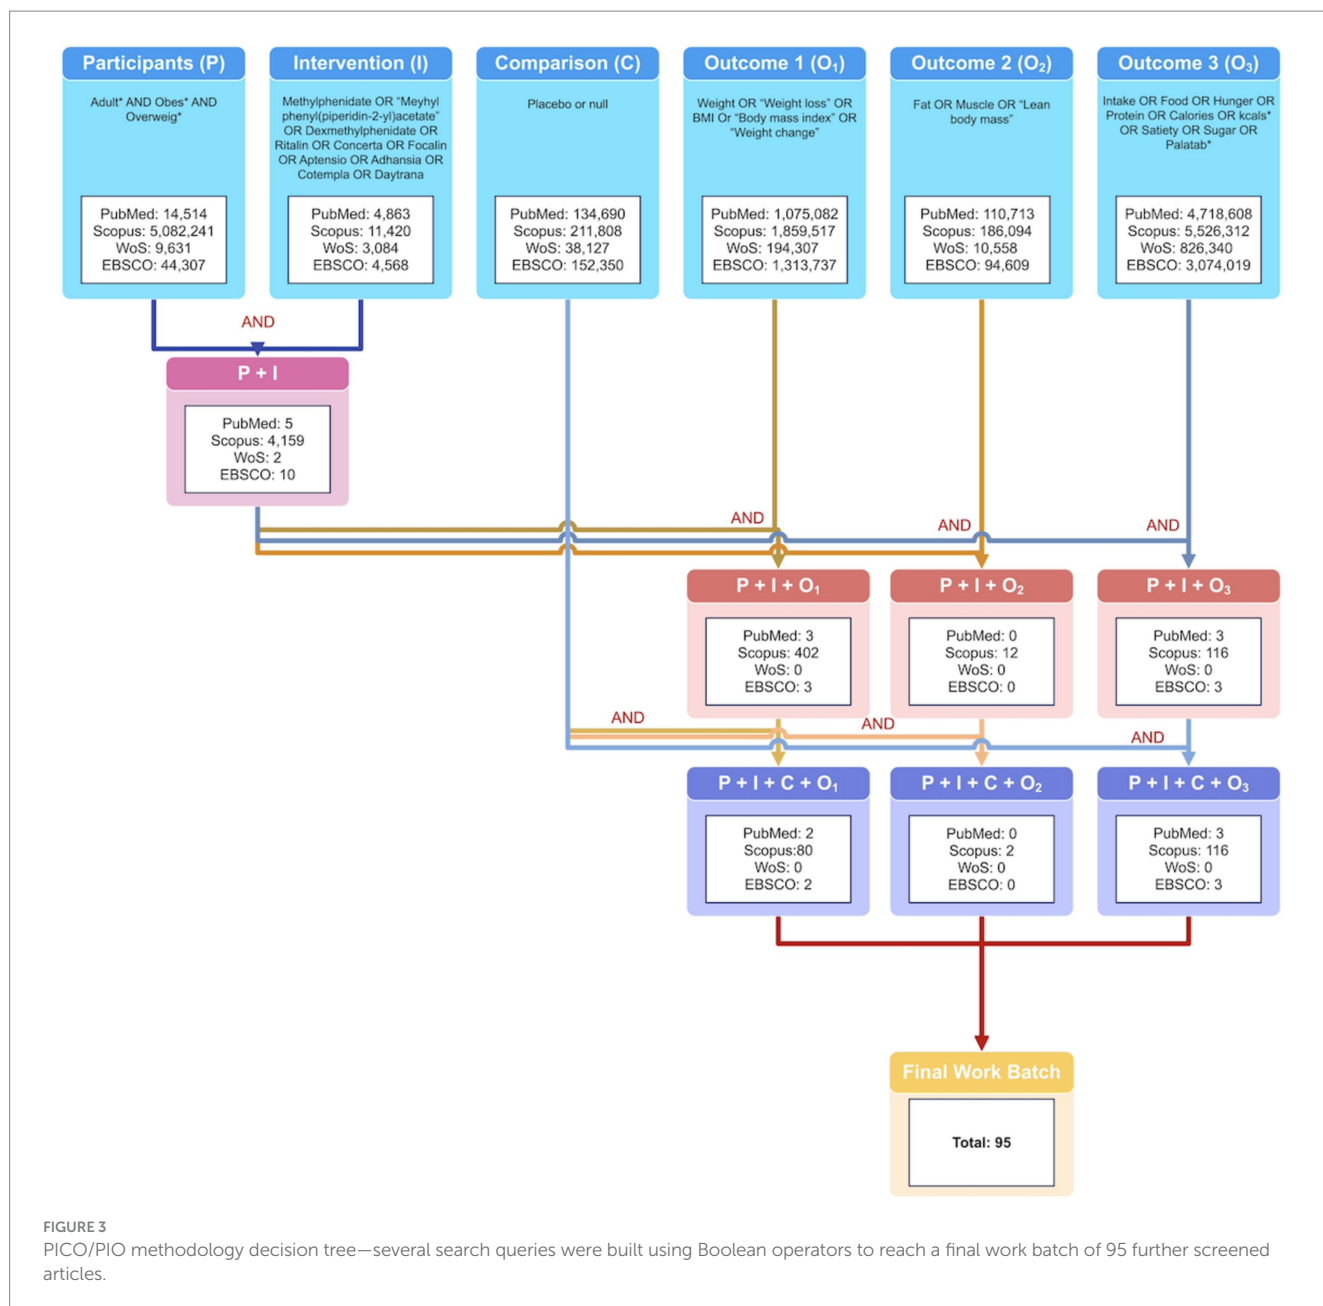 Participants (P)
Adult* AND Obes* AND
Overweig*
PubMed: 14,514
Scopus: 5,082,241
WoS: 9,631
EBSCO: 44,307
Intervention (I)
Methylphenidate OR “Meyhyl
phenyl(piperidin-2-yl)acetate”
OR Dexmethylphenidate OR
Ritalin OR Concerta OR Focalin
OR Aptensio OR Adhansia OR
Cotempla OR Daytrana
PubMed: 4,863
Scopus: 11,420
WoS: 3,084
EBSCO: 4,568
Comparison (C)
Placebo or null
PubMed: 134,690
Scopus: 211,808
WoS: 38,127
EBSCO: 152,350
Outcome 1 (O₁)
Weight OR “Weight loss” OR
BMI Or “Body mass index” OR
“Weight change”
PubMed: 1,075,082
Scopus: 1,859,517
WoS: 194,307
EBSCO: 1,313,737
Outcome 2 (O₂)
Fat OR Muscle OR “Lean
body mass”
PubMed: 110,713
Scopus: 186,094
WoS: 10,558
EBSCO: 94,609
Outcome 3 (O₃)
Intake OR Food OR Hunger OR
Protein OR Calories OR kcals*
OR Satiety OR Sugar OR
Palatab*
PubMed: 4,718,608
Scopus: 5,526,312
WoS: 826,340
EBSCO: 3,074,019
AND
P + I
PubMed: 5
Scopus: 4,159
WoS: 2
EBSCO: 10
AND
AND
AND
P + I + O₁
PubMed: 3
Scopus: 402
WoS: 0
EBSCO: 3
P + I + O₂
PubMed: 0
Scopus: 12
WoS: 0
EBSCO: 0
P + I + O₃
PubMed: 3
Scopus: 116
WoS: 0
EBSCO: 3
AND
AND
AND
P + I + C + O₁
PubMed: 2
Scopus:80
WoS: 0
EBSCO: 2
P + I + C + O₂
PubMed: 0
Scopus: 2
WoS: 0
EBSCO: 0
P + I + C + O₃
PubMed: 3
Scopus: 116
WoS: 0
EBSCO: 3
Final Work Batch
Total: 95
FIGURE 3
PICO/PIO methodology decision tree—several search queries were built using Boolean operators to reach a final work batch of 95 further screened
articles.